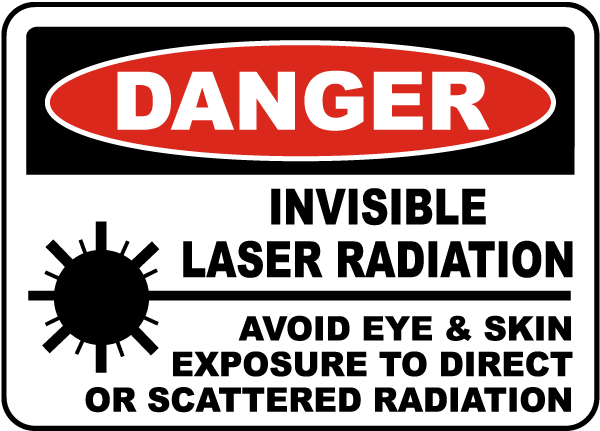 DANGER
INVISIBLE
LASER RADIATION
AVOID EYE & SKIN
EXPOSURE TO DIRECT
OR SCATTERED RADIATION